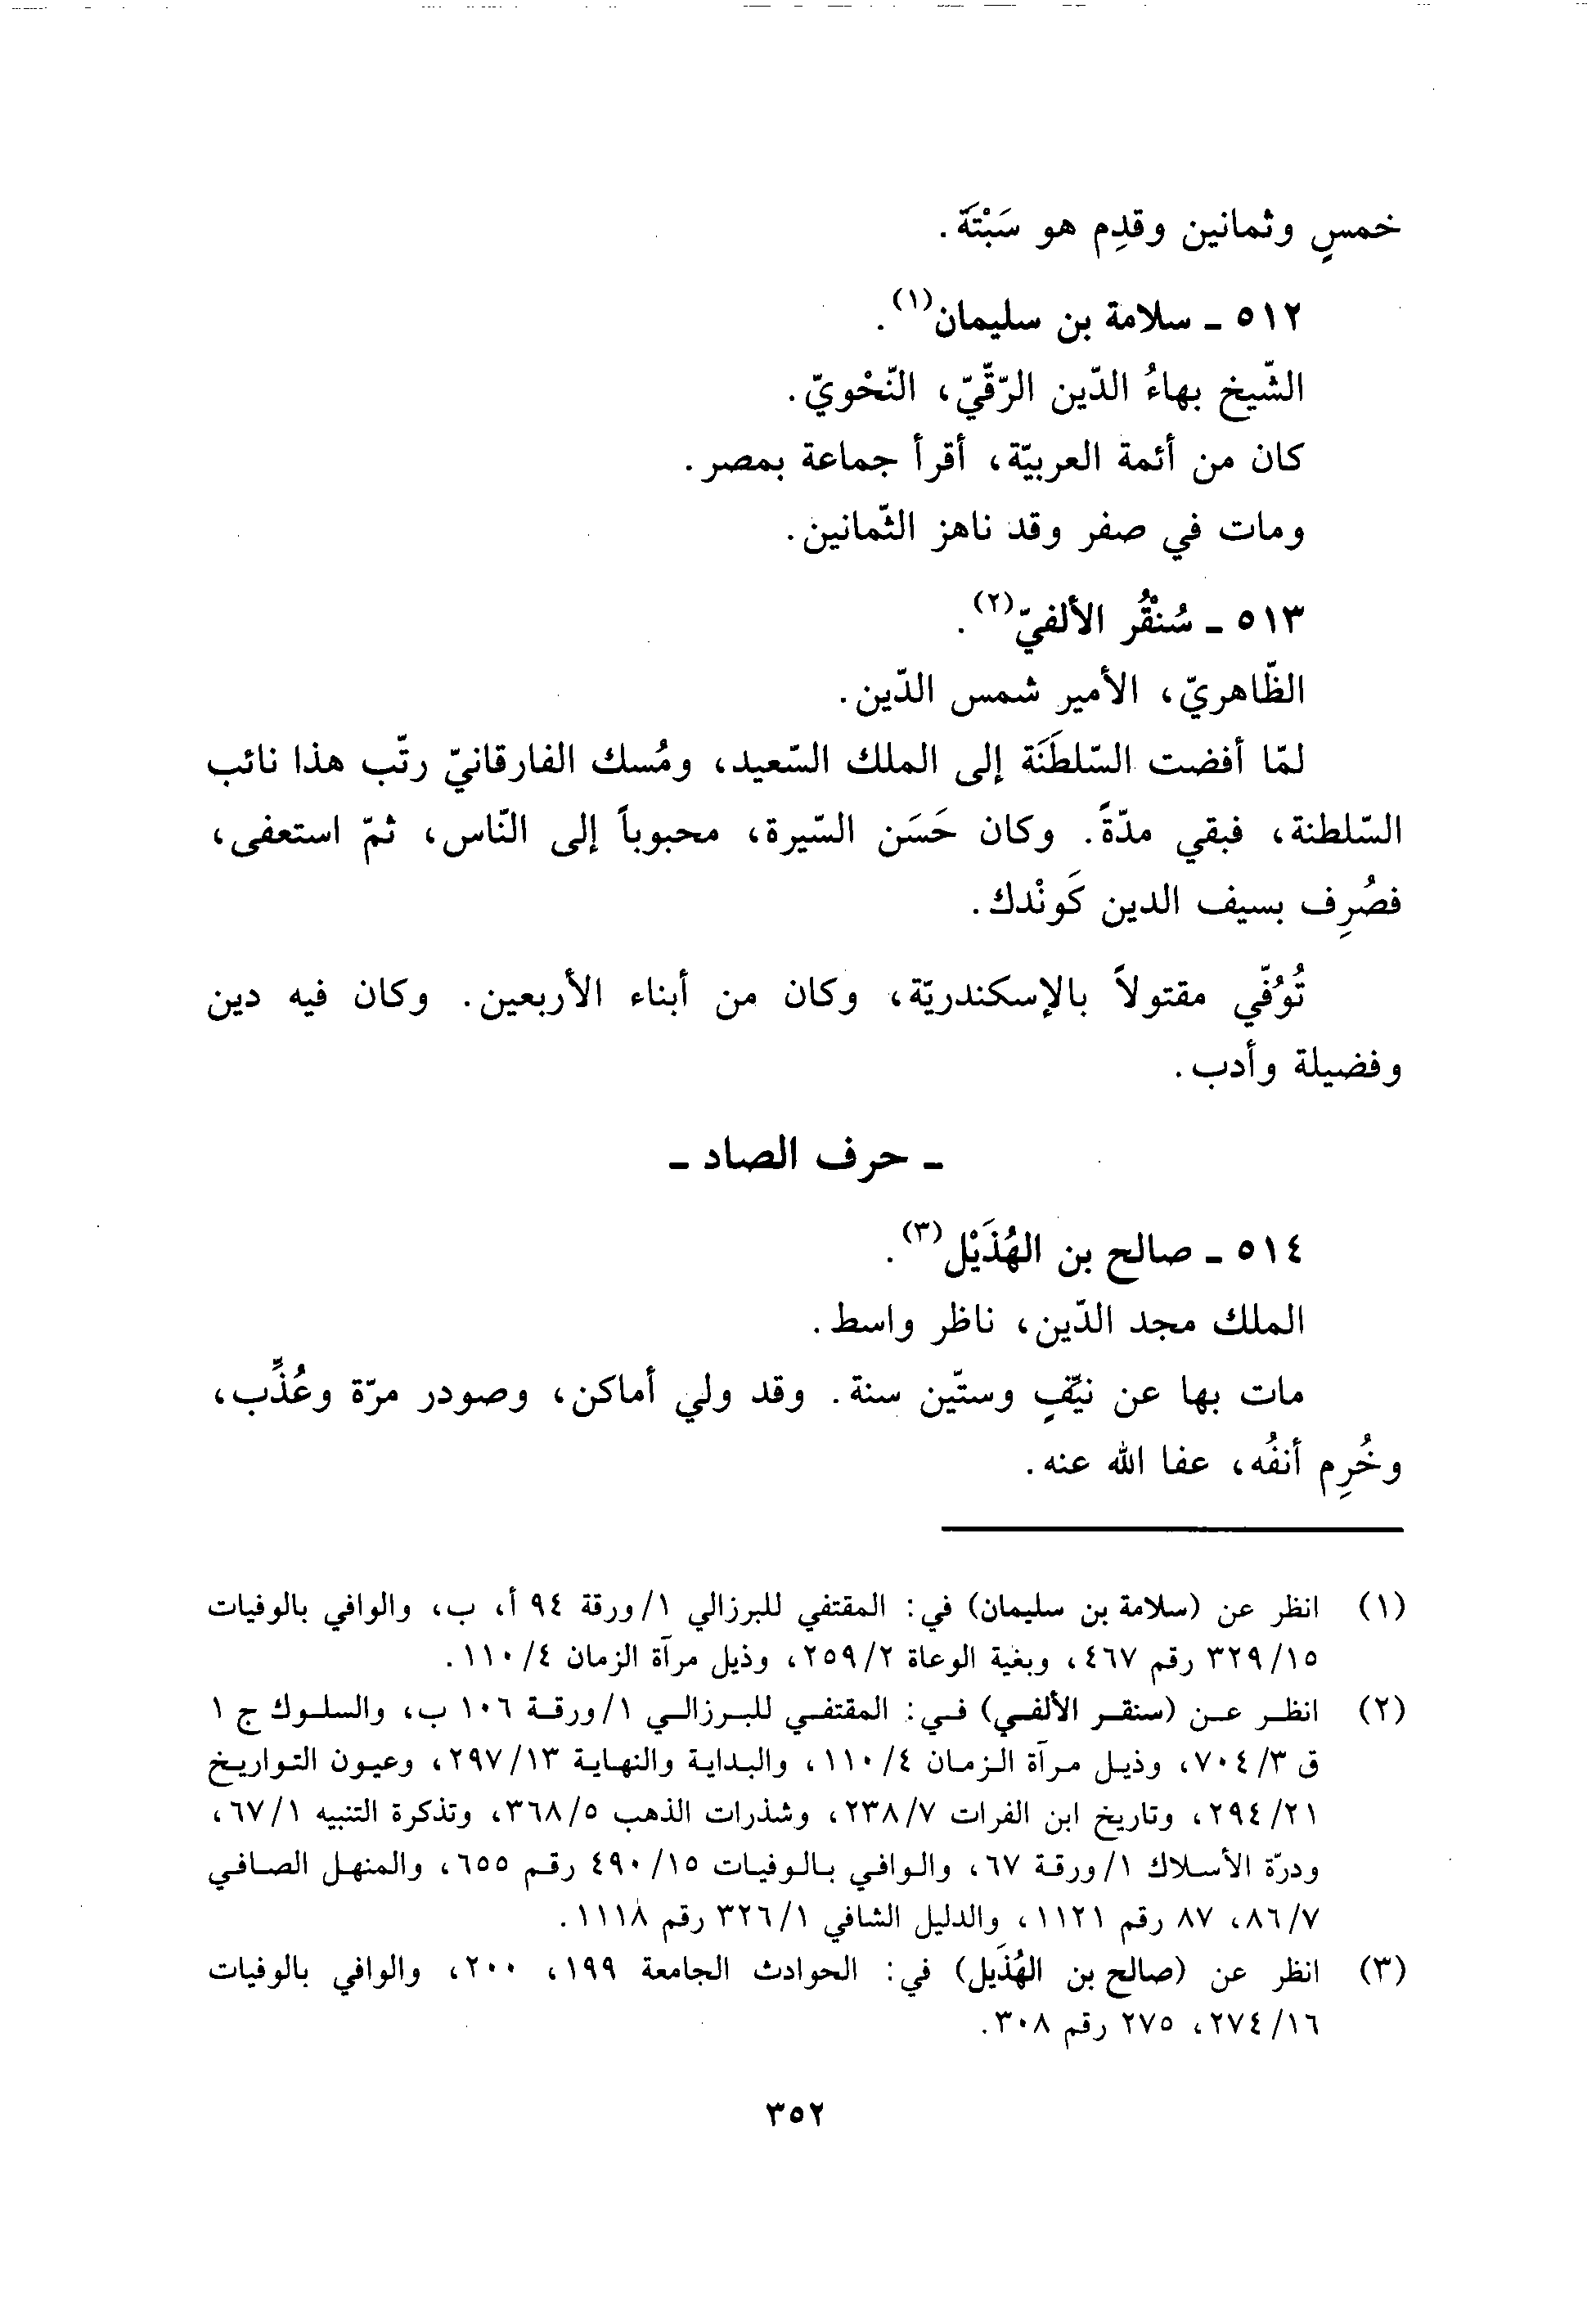 خمسٍ وثمانين وقدِم هو سَبْتَة.
٥١٢ - سلامة بن سليمان(١).
الشّيخ بهاءُ الدّين الرّقّيّ، النّحْويّ.
كان من أئمة العربيّة، أقرأ جماعة بمصر.
ومات في صفر وقد ناهز الثّمانين.
٥١٣ - سُنْقُر الألفيّ(٢).
الظّاهريّ، الأمير شمس الدّين.
لمّا أفضت السّلطَنَة إلى الملك السّعيد، ومُسك الفارقانيّ رتّب هذا نائب
السّلطنة، فبقي مدّةً. وكان حَسَن السّيرة، محبوباً إلى النّاس، ثمّ استعفى،
فصُرِف بسيف الدين كَونْدك.
تُوُفّي مقتولاً بالإسكندريّة، وكان من أبناء الأربعين. وكان فيه دين
وفضيلة وأدب.
- حرف الصاد -
٥١٤ - صالح بن الهُذَيْل(٣).
الملك مجد الدّين، ناظر واسط.
مات بها عن نيّفٍ وستّين سنة. وقد ولي أماكن، وصودر مرّة وعُذِّب،
وخُرِم أنفُه، عفا الله عنه.
(١) انظر عن (سلامة بن سليمان) في: المقتفي للبرزالي ١/ورقة ٩٤ أ، ب، والوافي بالوفيات
٣٢٩/١٥ رقم ٤٦٧، وبغية الوعاة ٢٥٩/٢، وذيل مرآة الزمان ١١٠/٤.
(٢) انظر عن (سنقر الألفي) في: المقتفي للبرزالي ١/ورقة ١٠٦ ب، والسلوك ج ١
ق ٧٠٤/٣، وذيل مرآة الزمان ١١٠/٤، والبداية والنهاية ٢٩٧/١٣، وعيون التواريخ
٢٩٤/٢١، وتاريخ ابن الفرات ٢٣٨/٧، وشذرات الذهب ٣٦٨/٥، وتذكرة التنبيه ٦٧/١،
ودرّة الأسلاك ١/ورقة ٦٧، والوافي بالوفيات ٤٩٠/١٥ رقم ٦٥٥، والمنهل الصافي
٨٦/٧، ٨٧ رقم ١١٢١، والدليل الشافي ٣٢٦/١ رقم ١١١٨.
(٣) انظر عن (صالح بن الهُذَيل) في: الحوادث الجامعة ١٩٩، ٢٠٠، والوافي بالوفيات
٢٧٤/١٦، ٢٧٥ رقم ٣٠٨.
٣٥٢